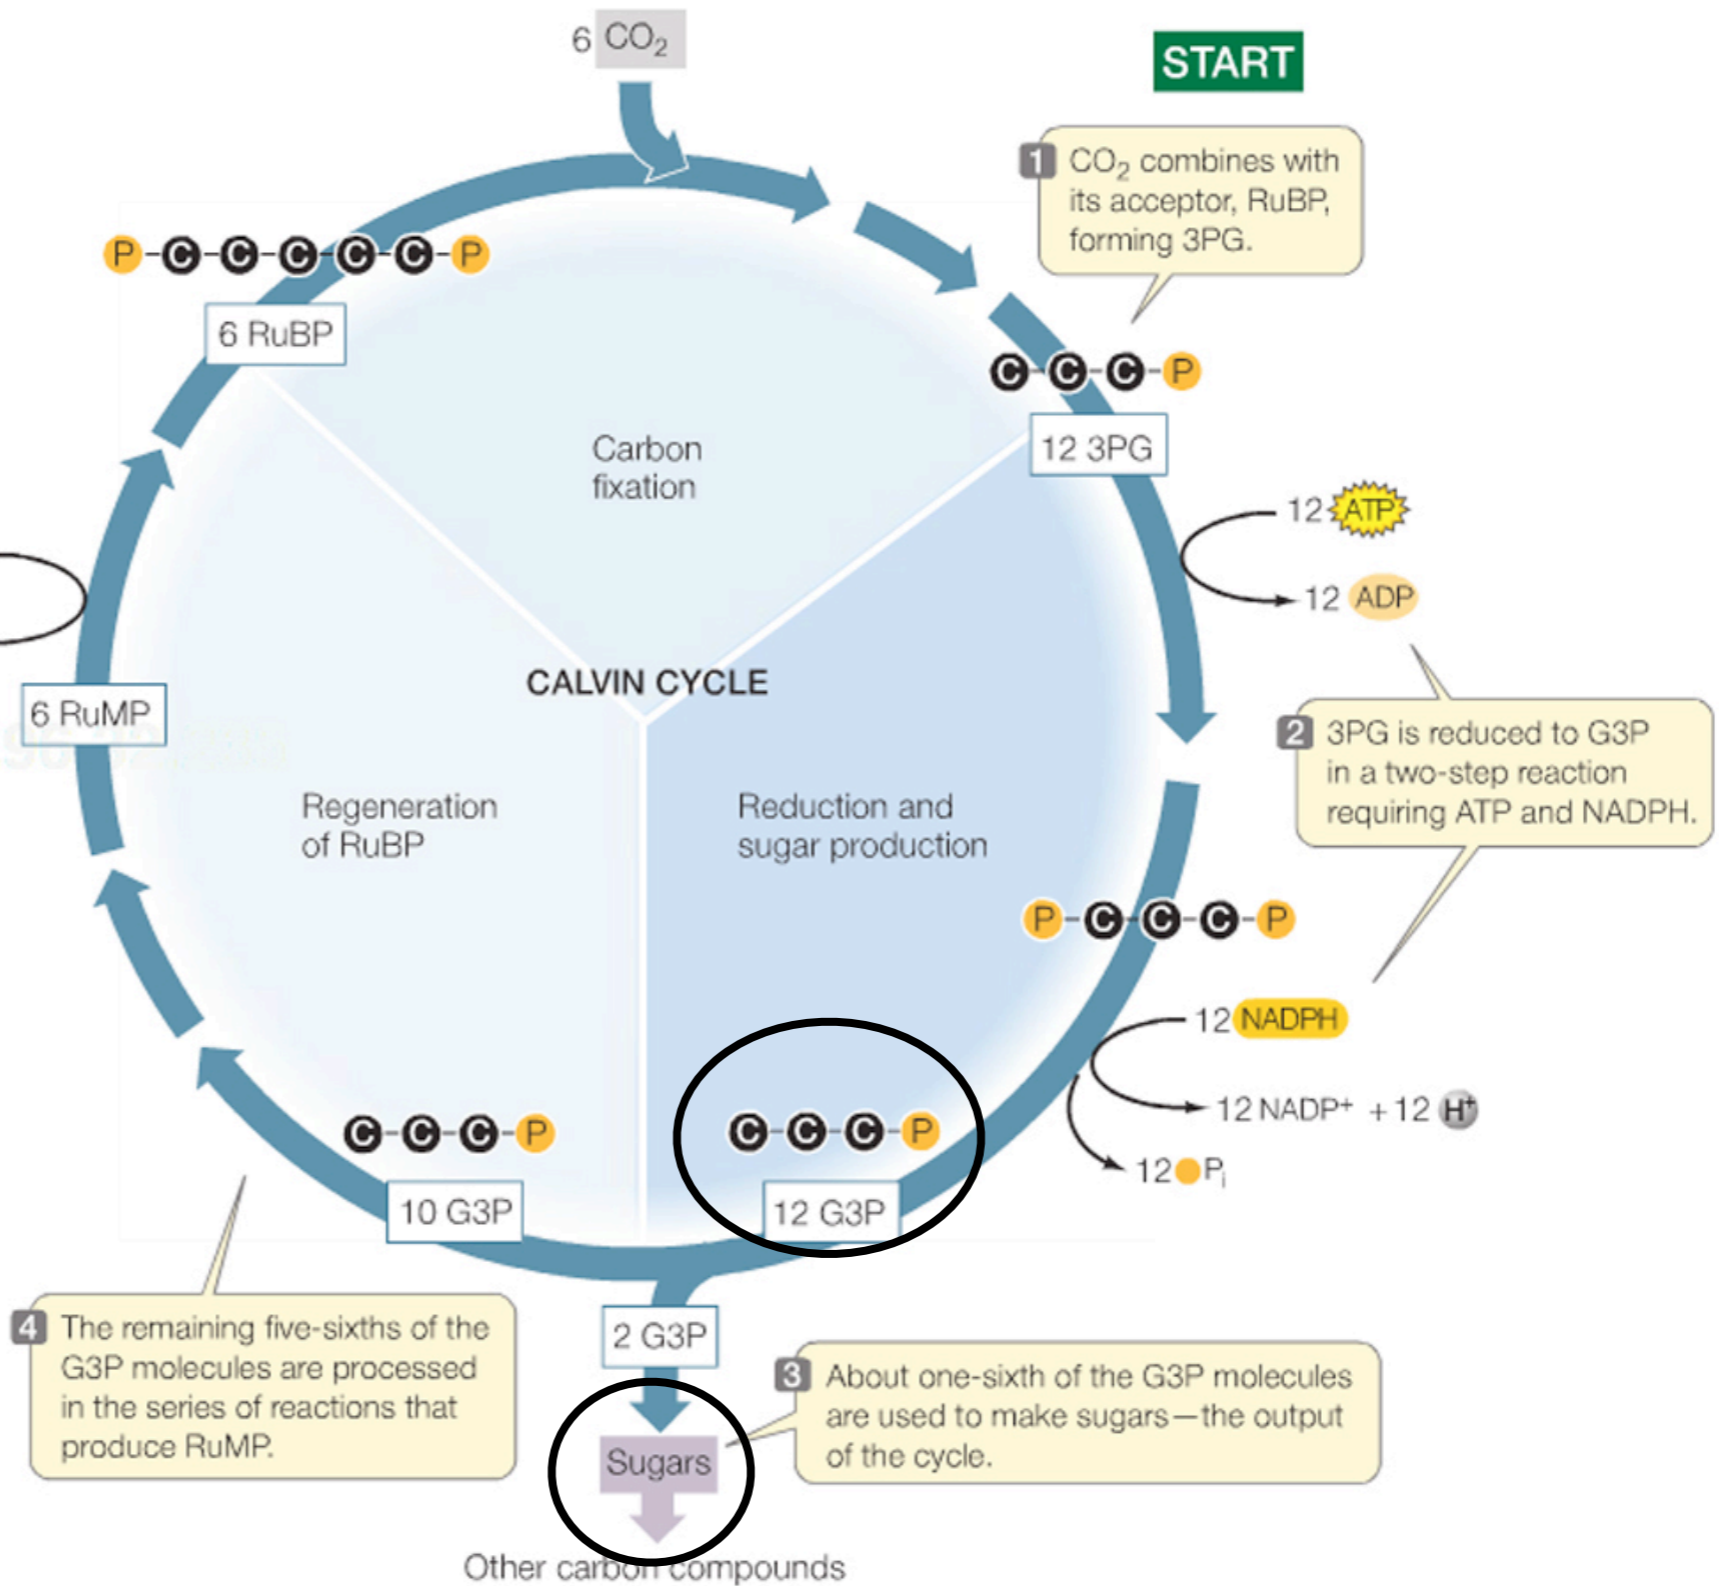 6 CO₂
START
1 CO₂ combines with
its acceptor, RuBP,
forming 3PG.
P C C C C C P
6 RuBP
C C C P
12 3PG
Carbon
fixation
12 ATP
12 ADP
CALVIN CYCLE
6 RuMP
2 3PG is reduced to G3P
in a two-step reaction
requiring ATP and NADPH.
Regeneration
of RuBP
Reduction and
sugar production
P C C C P
12 NADPH
12 NADP⁺ + 12 H⁺
12 Pᵢ
C C C P
10 G3P
C C C P
12 G3P
2 G3P
4 The remaining five-sixths of the
G3P molecules are processed
in the series of reactions that
produce RuMP.
3 About one-sixth of the G3P molecules
are used to make sugars—the output
of the cycle.
Sugars
Other carbon compounds